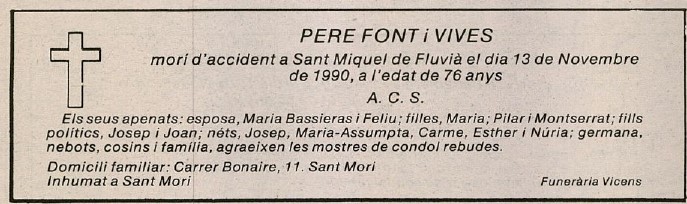 PERE FONT i VIVES
morí d'accident a Sant Miquel de Fluvià el dia 13 de Novembre
de 1990, a l'edat de 76 anys
A. C. S.
Els seus apenats: esposa, Maria Bassieras i Feliu; filles, Maria; Pilar i Montserrat; fills
polítics, Josep i Joan; néts, Josep, Maria-Assumpta, Carme, Esther i Núria; germana,
nebots, cosins i família, agraeixen les mostres de condol rebudes.
Domicili familiar: Carrer Bonaire, 11. Sant Mori
Inhumat a Sant Mori
Funerària Vicens